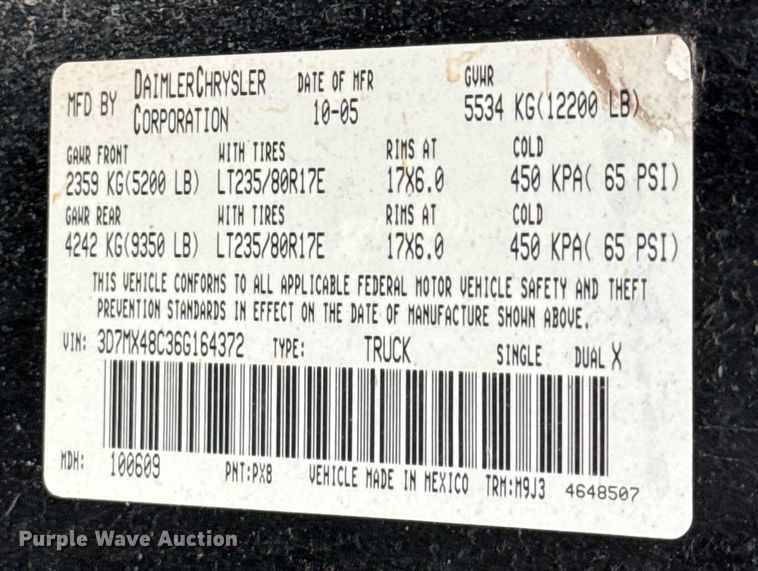 MFD BY DAIMLERCHRYSLER CORPORATION DATE OF MFR 10-05 GVWR 5534 KG(12200 LB)
GAWR FRONT WITH TIRES RIMS AT COLD
2359 KG(5200 LB) LT235/80R17E 17X6.0 450 KPA( 65 PSI)
GAWR REAR WITH TIRES RIMS AT COLD
4242 KG(9350 LB) LT235/80R17E 17X6.0 450 KPA( 65 PSI)
THIS VEHICLE CONFORMS TO ALL APPLICABLE FEDERAL MOTOR VEHICLE SAFETY AND THEFT
PREVENTION STANDARDS IN EFFECT ON THE DATE OF MANUFACTURE SHOWN ABOVE.
VIN: 3D7MX48C36G164372 TYPE: TRUCK SINGLE DUAL X
MDH: 100609 PNT:PX8 VEHICLE MADE IN MEXICO TRM:M9J3 4648507
Purple Wave Auction